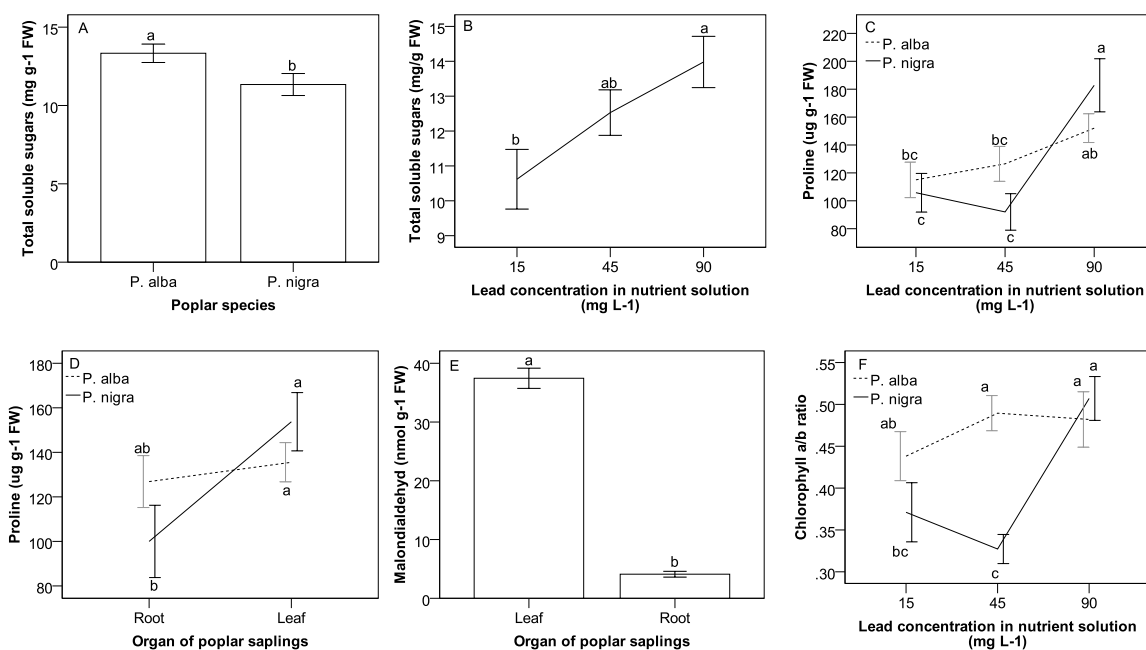 A
Total soluble sugars (mg g-1 FW)
15
10
5
0
a
b
P. alba
P. nigra
Poplar species
B
Total soluble sugars (mg/g FW)
15
14
13
12
11
10
9
b
ab
a
15
45
90
Lead concentration in nutrient solution
(mg L-1)
C
P. alba
P. nigra
Proline (ug g-1 FW)
220
200
180
160
140
120
100
80
bc
c
bc
c
a
ab
15
45
90
Lead concentration in nutrient solution
(mg L-1)
D
P. alba
P. nigra
Proline (ug g-1 FW)
180
160
140
120
100
80
ab
b
a
a
Root
Leaf
Organ of poplar saplings
E
Malondialdehyd (nmol g-1 FW)
40
30
20
10
0
a
b
Leaf
Root
Organ of poplar saplings
F
P. alba
P. nigra
Chlorophyll a/b ratio
.55
.50
.45
.40
.35
.30
ab
bc
a
c
a
a
15
45
90
Lead concentration in nutrient solution
(mg L-1)